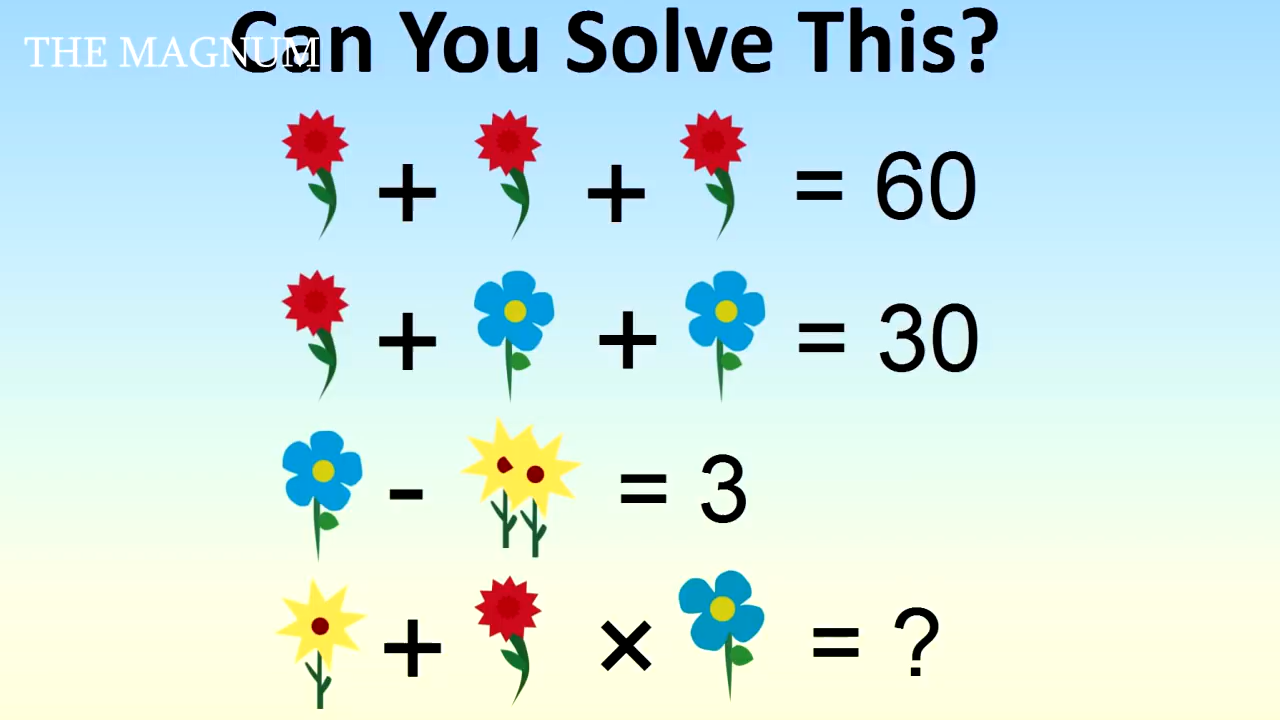 THE MAGNUM
Can You Solve This?
+ + = 60
+ + = 30
- = 3
+ × = ?